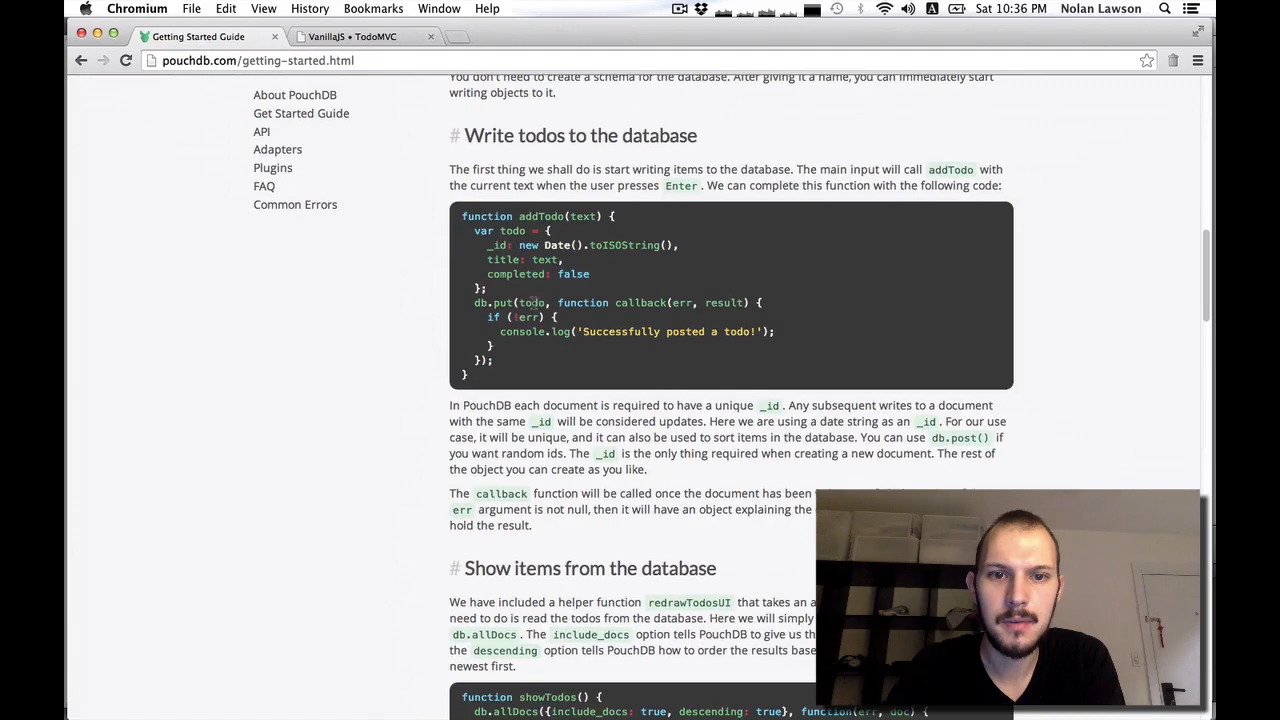 Chromium File Edit View History Bookmarks Window Help Sat 10:36 PM Nolan Lawson
Getting Started Guide VanillaJS • TodoMVC
pouchdb.com/getting-started.html
About PouchDB
Get Started Guide
API
Adapters
Plugins
FAQ
Common Errors
You don't need to create a schema for the database. After giving it a name, you can immediately start
writing objects to it.
# Write todos to the database
The first thing we shall do is start writing items to the database. The main input will call addTodo with
the current text when the user presses Enter . We can complete this function with the following code:
function addTodo(text) {
var todo = {
_id: new Date().toISOString(),
title: text,
completed: false
};
db.put(todo, function callback(err, result) {
if (!err) {
console.log('Successfully posted a todo!');
}
});
}
In PouchDB each document is required to have a unique _id . Any subsequent writes to a document
with the same _id will be considered updates. Here we are using a date string as an _id . For our use
case, it will be unique, and it can also be used to sort items in the database. You can use db.post() if
you want random ids. The _id is the only thing required when creating a new document. The rest of
the object you can create as you like.
The callback function will be called once the document has been
err argument is not null, then it will have an object explaining the
hold the result.
# Show items from the database
We have included a helper function redrawTodosUI that takes an
need to do is read the todos from the database. Here we will simply
db.allDocs . The include_docs option tells PouchDB to give us
the descending option tells PouchDB how to order the results
newest first.
function showTodos() {
db.allDocs({include_docs: true, descending: true}, function(err, doc) {